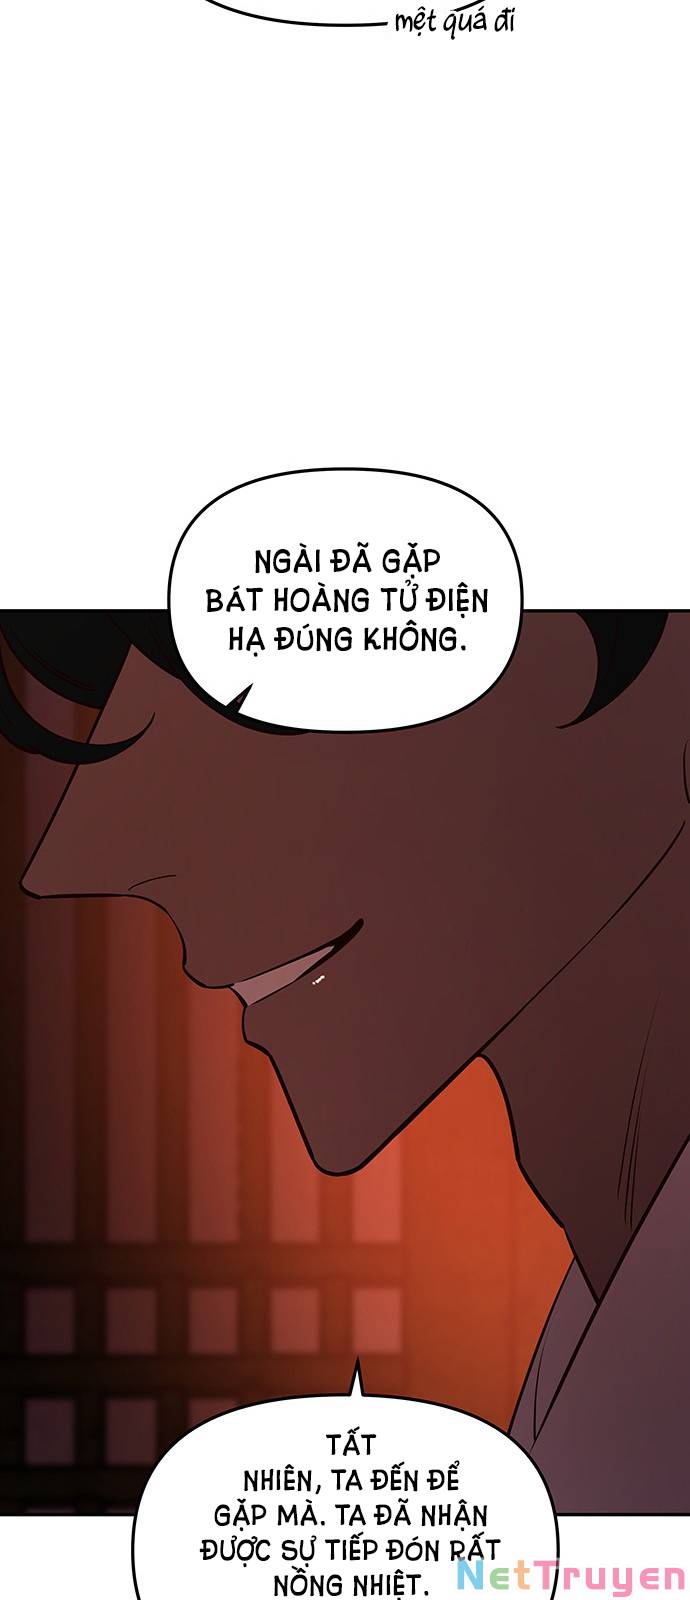 mệt quá đi
NGÀI ĐÃ GẶP
BÁT HOÀNG TỬ ĐIỆN
HẠ ĐÚNG KHÔNG.
TẤT
NHIÊN, TA ĐẾN ĐỂ
GẶP MÀ. TA ĐÃ NHẬN
ĐƯỢC SỰ TIẾP ĐÓN RẤT
NỒNG NHIỆT.
NetTruyen